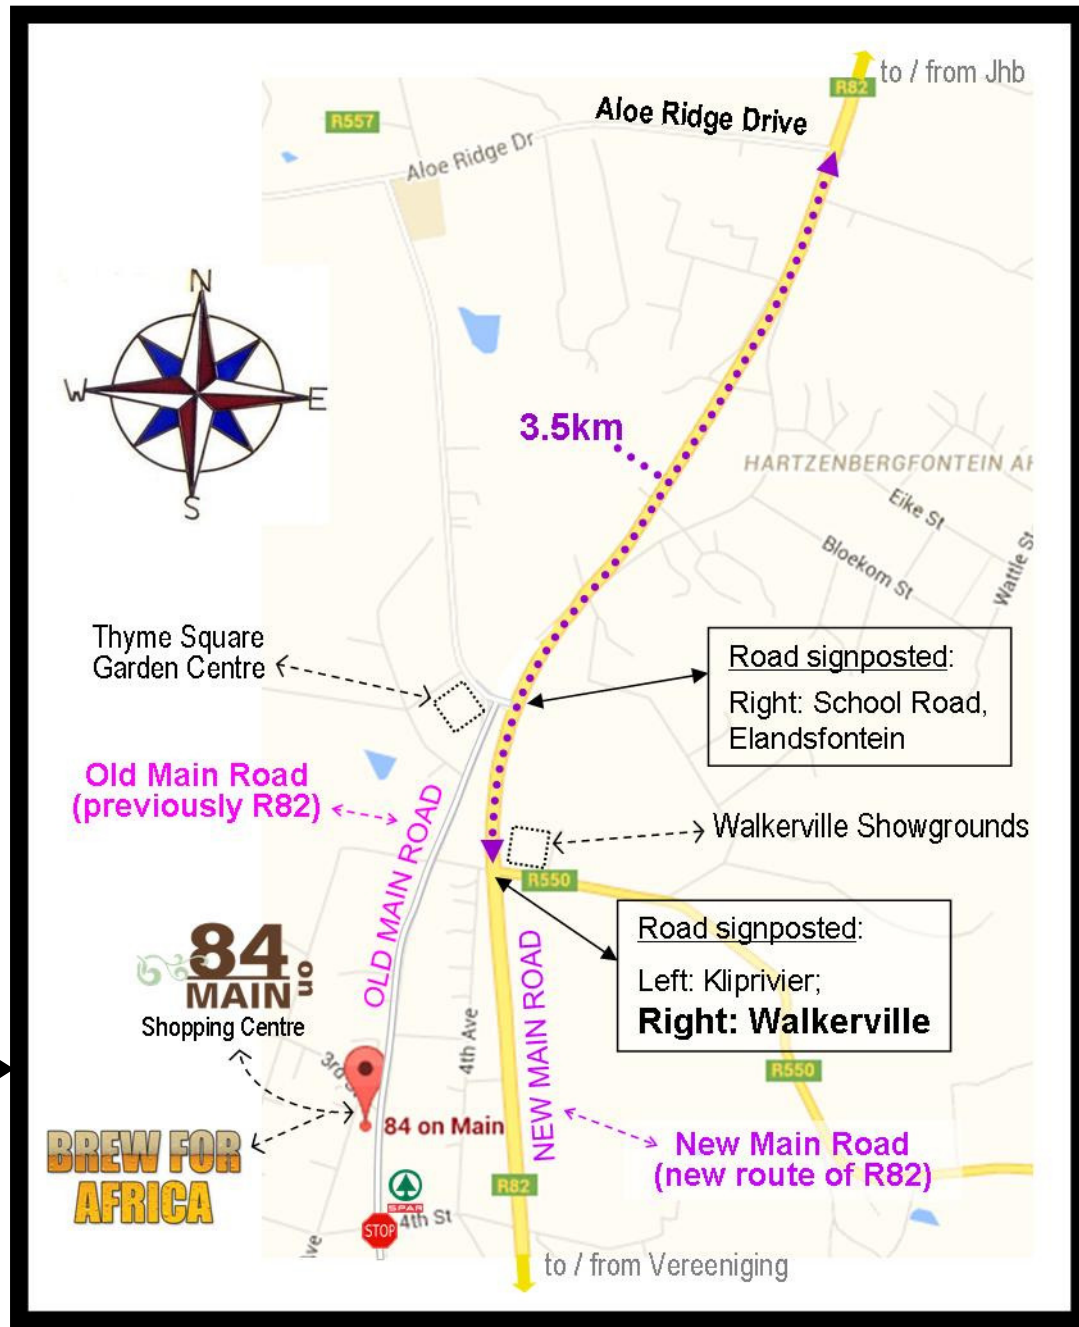 to / from Jhb
R82
Aloe Ridge Drive
R557
Aloe Ridge Dr
N
W
E
S
3.5km
HARTZENBERGFONTEIN AH
Eike St
Bloekom St
Wattle St
Thyme Square
Garden Centre
Road signposted:
Right: School Road,
Elandsfontein
Old Main Road
(previously R82)
OLD MAIN ROAD
Walkerville Showgrounds
R550
Road signposted:
Left: Kliprivier;
Right: Walkerville
84
on
MAIN
Shopping Centre
4th Ave
NEW MAIN ROAD
R550
3rd
84 on Main
BREW FOR
AFRICA
New Main Road
(new route of R82)
R82
SPAR
STOP
4th St
ve
to / from Vereeniging